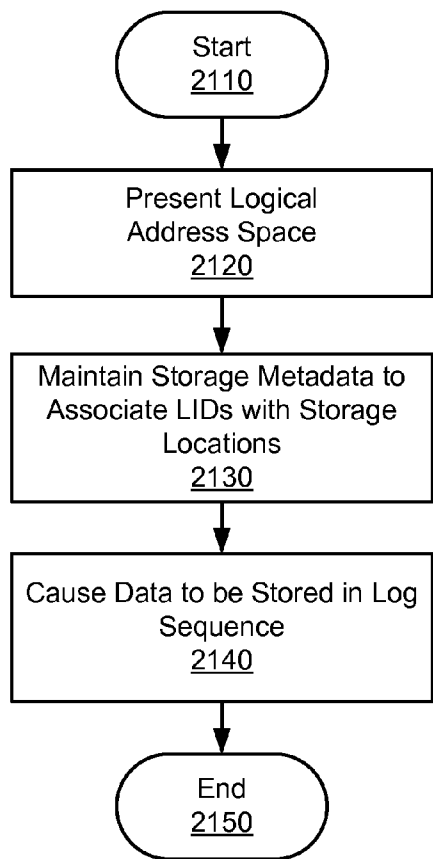 Start
2110
Present Logical
Address Space
2120
Maintain Storage Metadata to
Associate LIDs with Storage
Locations
2130
Cause Data to be Stored in Log
Sequence
2140
End
2150